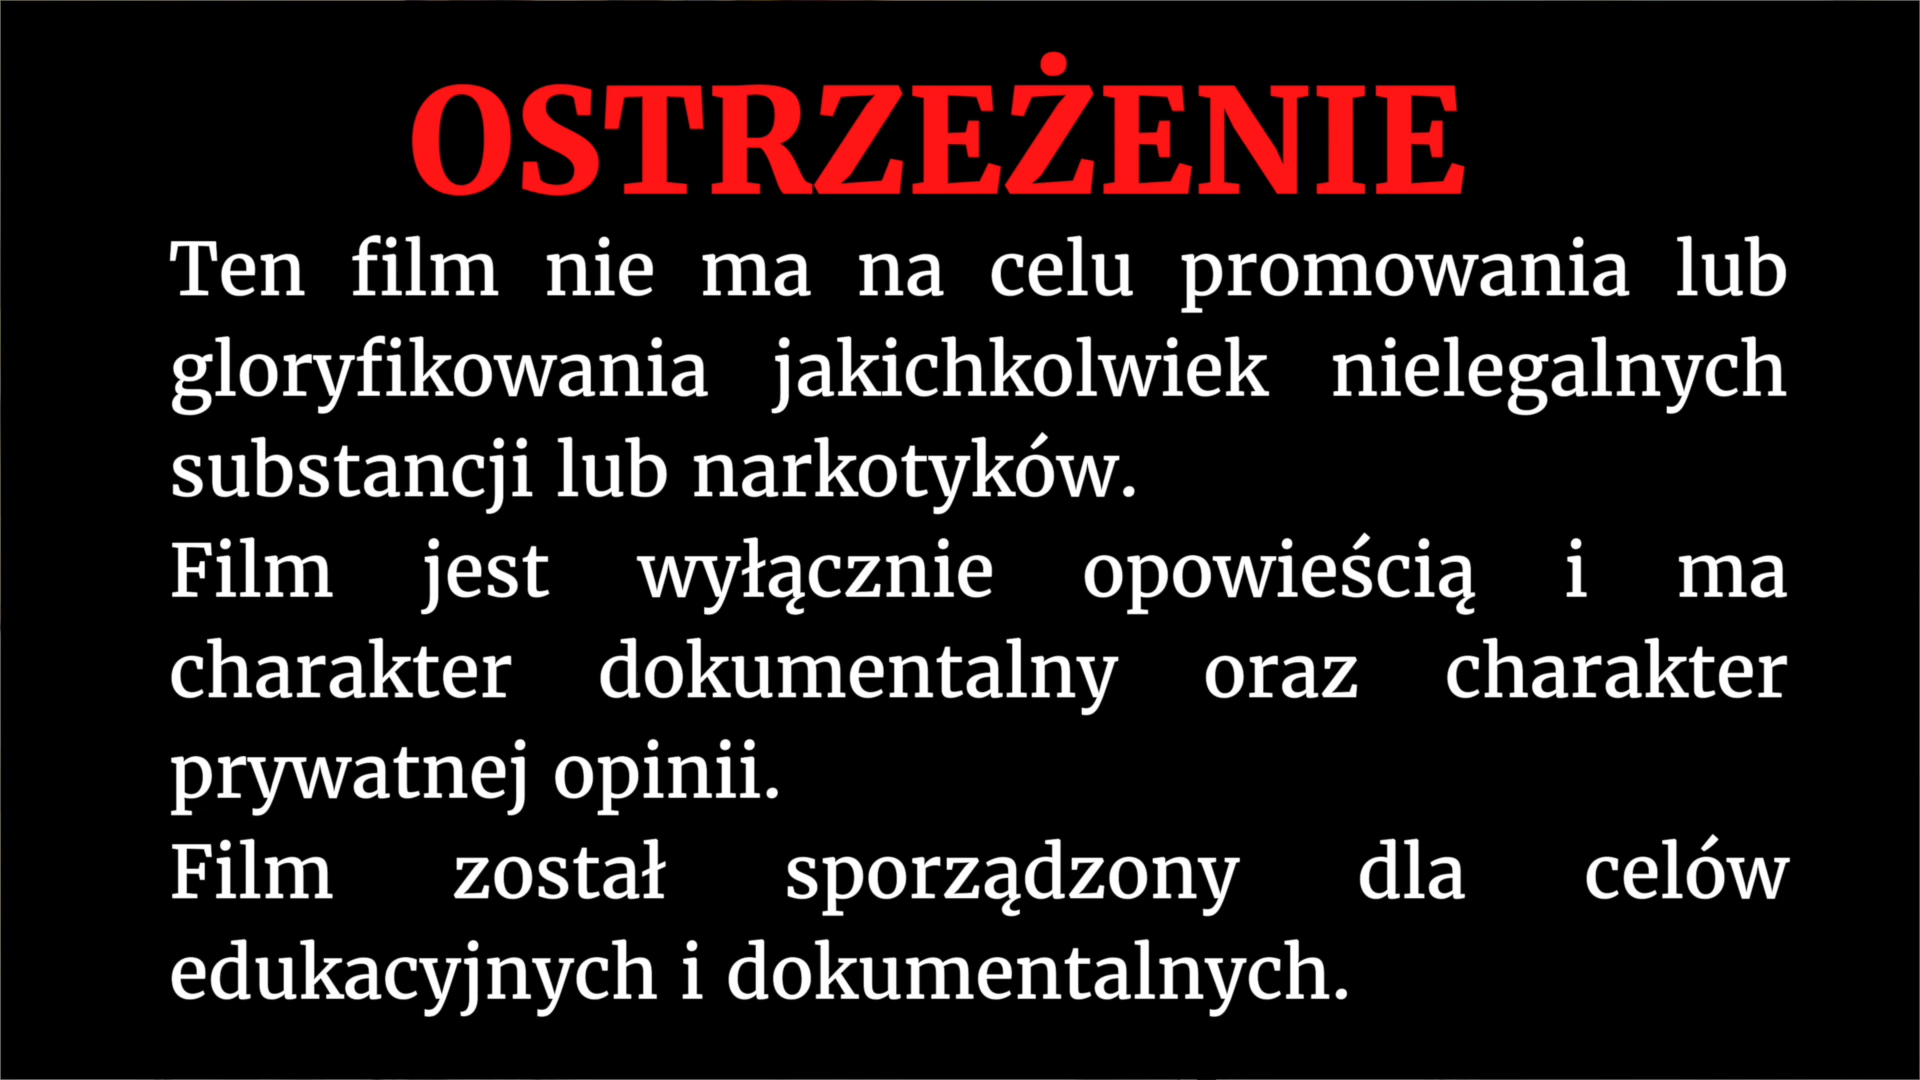 OSTRZEŻENIE
Ten film nie ma na celu promowania lub
gloryfikowania jakichkolwiek nielegalnych
substancji lub narkotyków.
Film jest wyłącznie opowieścią i ma
charakter dokumentalny oraz charakter
prywatnej opinii.
Film został sporządzony dla celów
edukacyjnych i dokumentalnych.